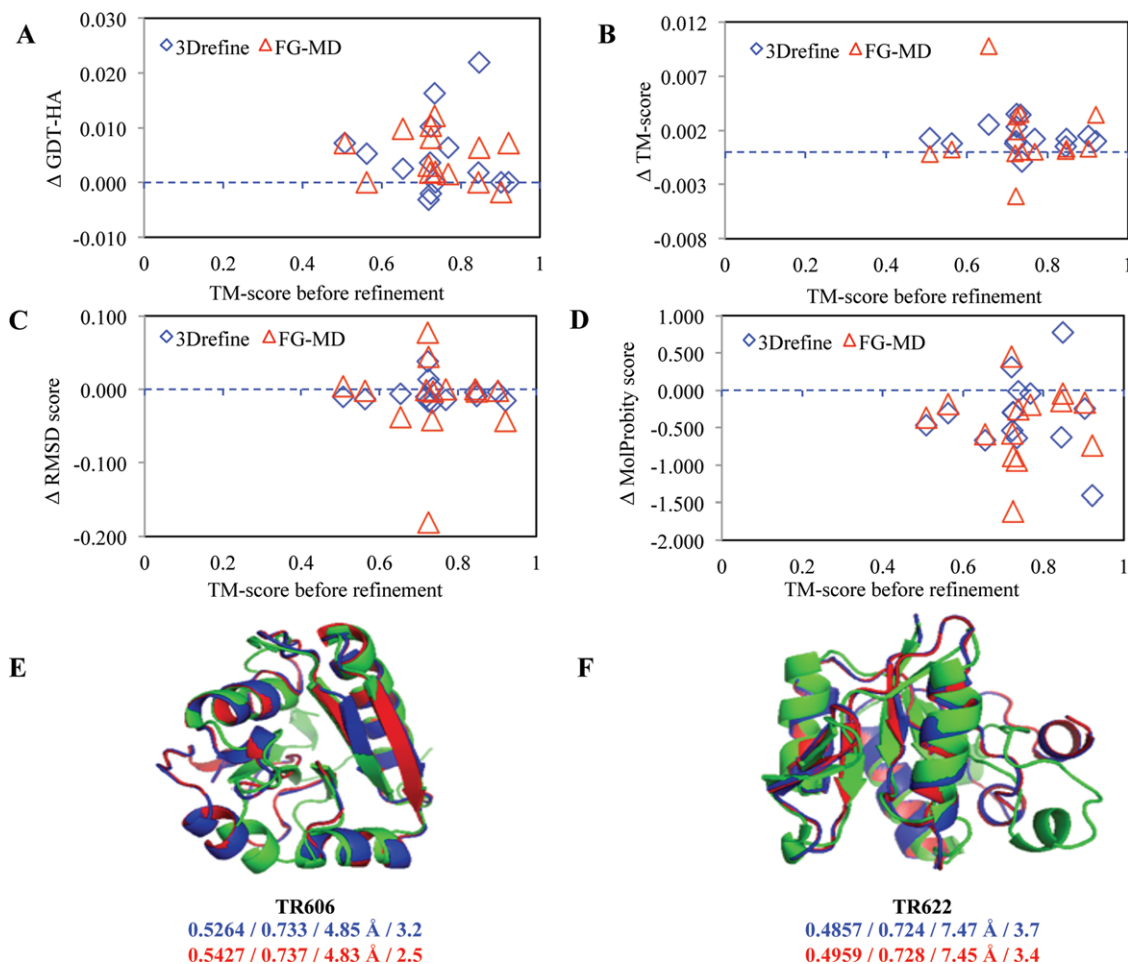 A
Δ GDT-HA
0.030
0.020
0.010
0.000
-0.010
3Drefine FG-MD
0 0.2 0.4 0.6 0.8 1
TM-score before refinement
B
Δ TM-score
0.012
0.007
0.002
-0.003
-0.008
3Drefine FG-MD
0 0.2 0.4 0.6 0.8 1
TM-score before refinement
C
Δ RMSD score
0.100
0.000
-0.100
-0.200
3Drefine FG-MD
0 0.2 0.4 0.6 0.8 1
TM-score before refinement
D
Δ MolProbity score
1.000
0.500
0.000
-0.500
-1.000
-1.500
-2.000
3Drefine FG-MD
0 0.2 0.4 0.6 0.8 1
TM-score before refinement
E
TR606
0.5264 / 0.733 / 4.85 Å / 3.2
0.5427 / 0.737 / 4.83 Å / 2.5
F
TR622
0.4857 / 0.724 / 7.47 Å / 3.7
0.4959 / 0.728 / 7.45 Å / 3.4